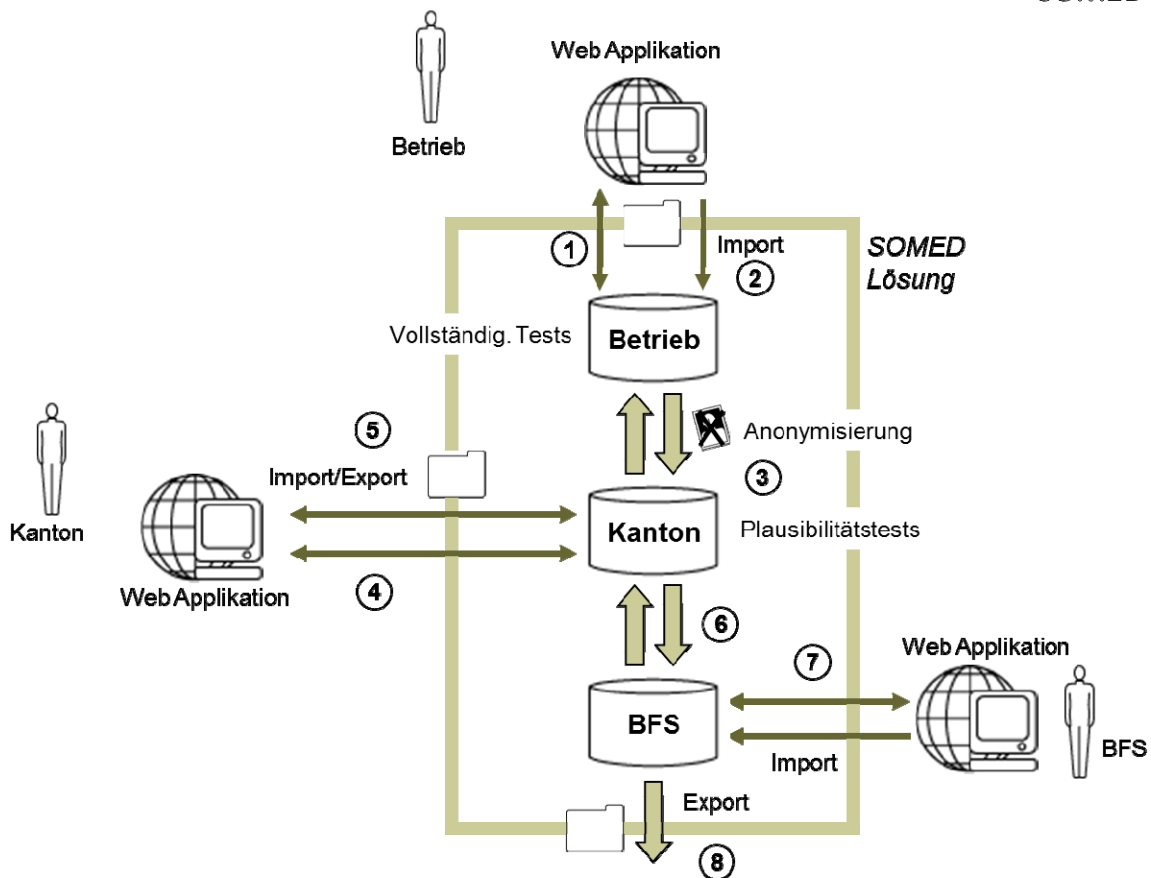 Web Applikation
Betrieb
1
Import
2
SOMED
Lösung
Vollständig. Tests
Betrieb
Anonymisierung
3
5
Import/Export
Kanton
Kanton
Plausibilitätstests
4
Web Applikation
6
7
Web Applikation
BFS
Import
BFS
Export
8